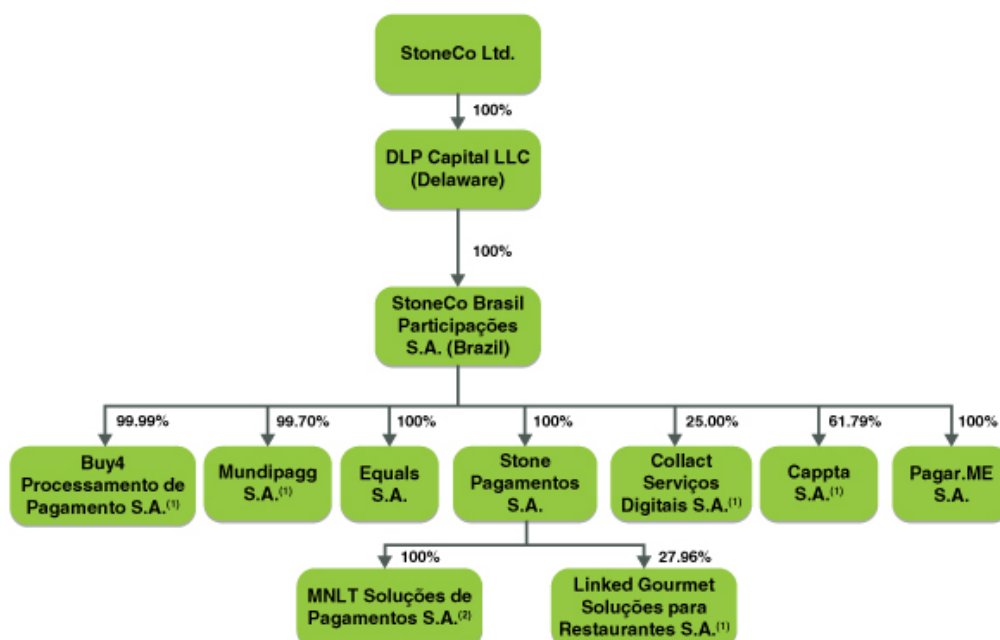 StoneCo Ltd.
100%
DLP Capital LLC
(Delaware)
100%
StoneCo Brasil
Participações
S.A. (Brazil)
99.99%
99.70%
100%
100%
25.00%
61.79%
100%
Buy4
Processamento de
Pagamento S.A.(1)
Mundipagg
S.A.(1)
Equals
S.A.
Stone
Pagamentos
S.A.
Collact
Serviços
Digitais S.A.(1)
Cappta
S.A.(1)
Pagar.ME
S.A.
100%
27.96%
MNLT Soluções de
Pagamentos S.A.(2)
Linked Gourmet
Soluções para
Restaurantes S.A.(1)